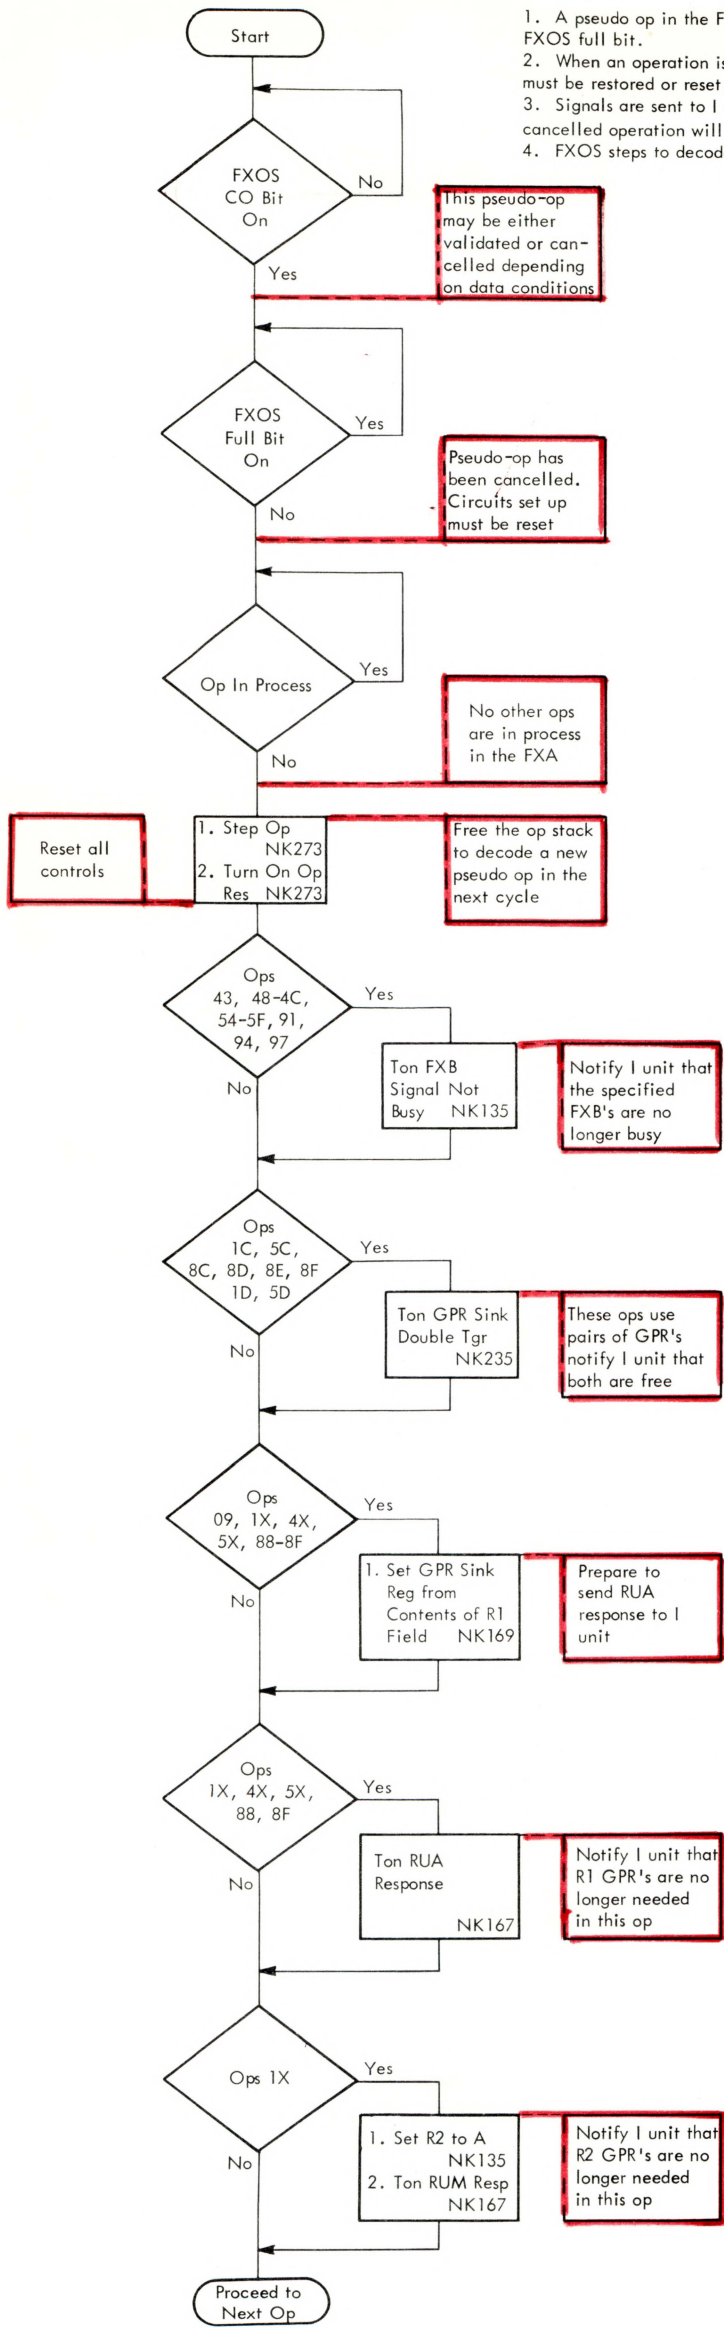 1. A pseudo op in the F
FXOS full bit.
2. When an operation is
must be restored or reset
3. Signals are sent to I
cancelled operation will
4. FXOS steps to decod
Start
FXOS
CO Bit
On
No
Yes
This pseudo-op
may be either
validated or can-
celled depending
on data conditions
FXOS
Full Bit
On
Yes
No
Pseudo-op has
been cancelled.
Circuits set up
must be reset
Op In Process
Yes
No
No other ops
are in process
in the FXA
Reset all
controls
1. Step Op
NK273
2. Turn On Op
Res NK273
Free the op stack
to decode a new
pseudo op in the
next cycle
Ops
43, 48-4C,
54-5F, 91,
94, 97
Yes
No
Ton FXB
Signal Not
Busy NK135
Notify I unit that
the specified
FXB's are no
longer busy
Ops
1C, 5C,
8C, 8D, 8E, 8F
1D, 5D
Yes
No
Ton GPR Sink
Double Tgr
NK235
These ops use
pairs of GPR's
notify I unit that
both are free
Ops
09, 1X, 4X,
5X, 88-8F
Yes
No
1. Set GPR Sink
Reg from
Contents of R1
Field NK169
Prepare to
send RUA
response to I
unit
Ops
1X, 4X, 5X,
88, 8F
Yes
No
Ton RUA
Response
NK167
Notify I unit that
R1 GPR's are no
longer needed
in this op
Ops 1X
Yes
No
1. Set R2 to A
NK135
2. Ton RUM Resp
NK167
Notify I unit that
R2 GPR's are no
longer needed
in this op
Proceed to
Next Op